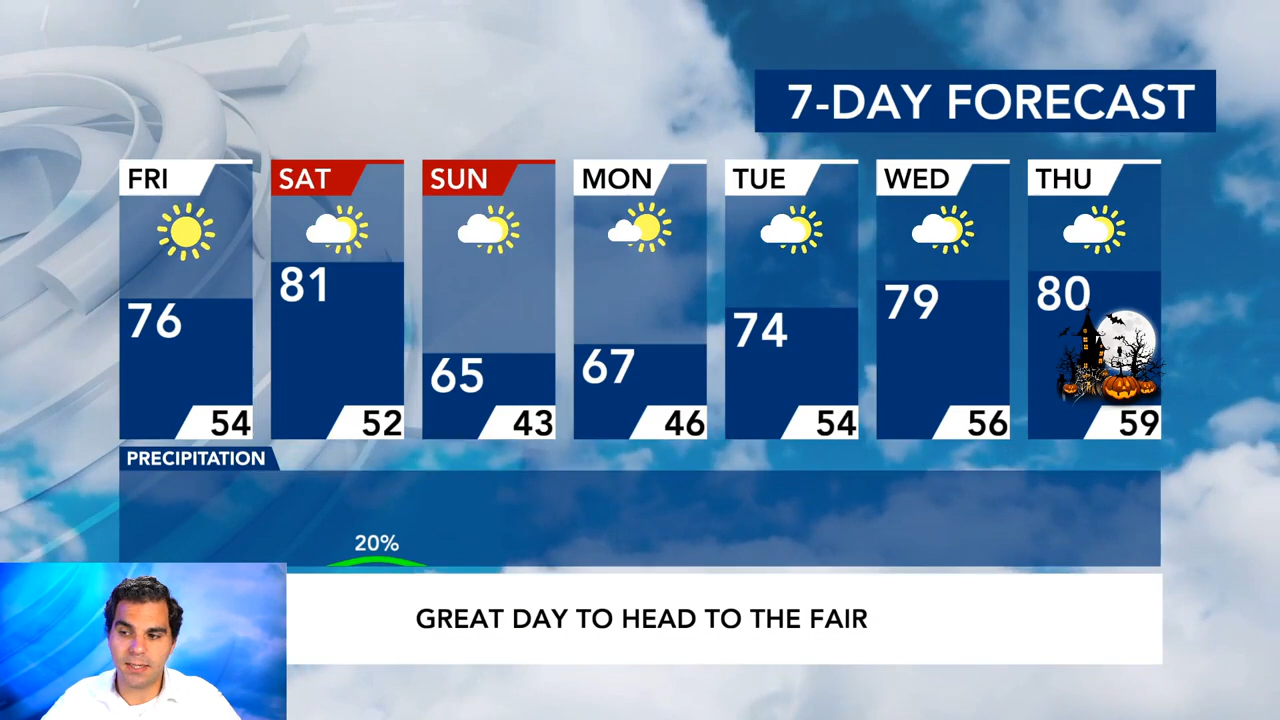 7-DAY FORECAST
FRI SAT SUN MON TUE WED THU
76 81 65 67 74 79 80
54 52 43 46 54 56 59
PRECIPITATION
20%
GREAT DAY TO HEAD TO THE FAIR